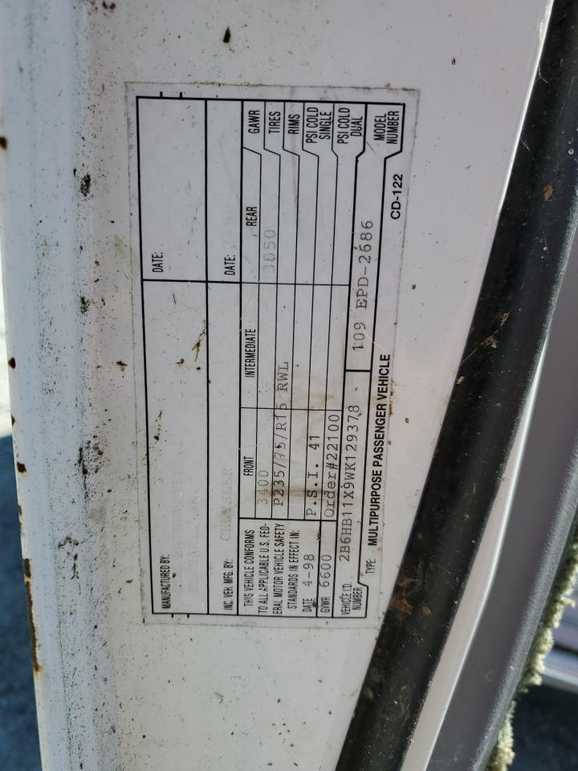 MANUFACTURED BY: DATE:
INC. VEH. MFG. BY: DATE:
THIS VEHICLE CONFORMS
TO ALL APPLICABLE U.S. FED-
ERAL MOTOR VEHICLE SAFETY
STANDARDS IN EFFECT IN:
FRONT INTERMEDIATE REAR GAWR
3400 3650
P235/75/R15 RWL TIRES
RIMS
DATE 4-98 P.S.I. 41 PSI COLD SINGLE
GVWR 6600 Order#22100 PSI COLD DUAL
VEHICLE I.D. NUMBER 2B6HB11X9WK129378 109 EPD-2686 MODEL NUMBER
TYPE: MULTIPURPOSE PASSENGER VEHICLE
CD-122